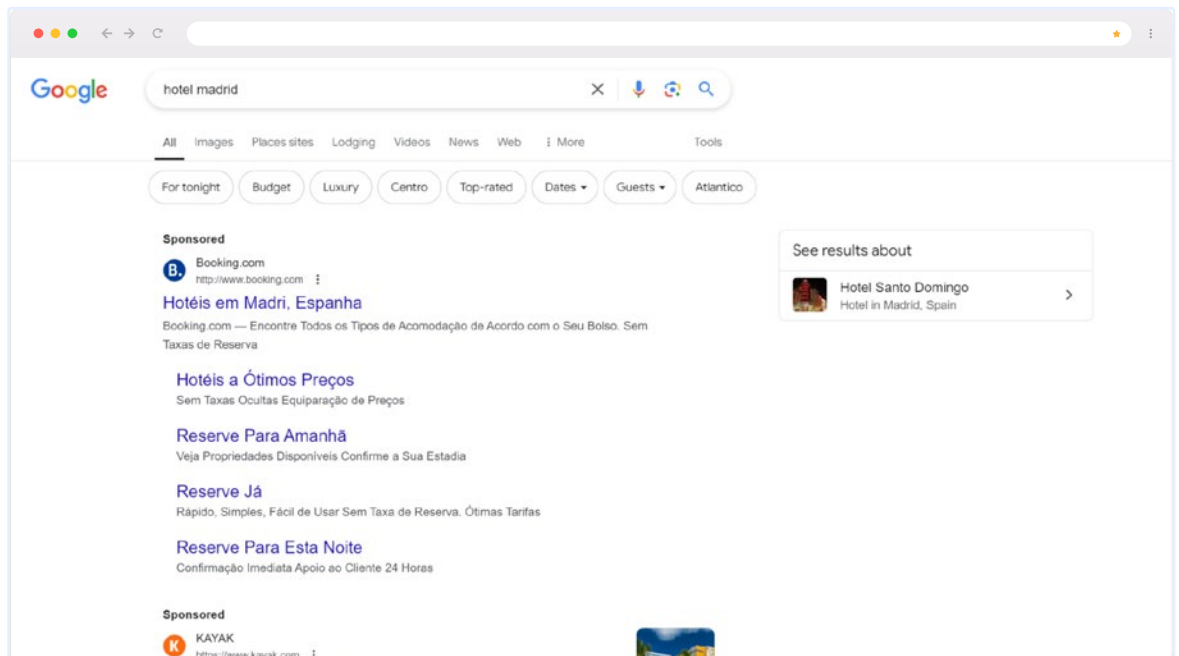 Google
hotel madrid
All Images Places sites Lodging Videos News Web More Tools
For tonight Budget Luxury Centro Top-rated Dates Guests Atlantico
Sponsored
B. Booking.com
http://www.booking.com
Hotéis em Madri, Espanha
Booking.com — Encontre Todos os Tipos de Acomodação de Acordo com o Seu Bolso. Sem
Taxas de Reserva
Hotéis a Ótimos Preços
Sem Taxas Ocultas Equiparação de Preços
Reserve Para Amanhã
Veja Propriedades Disponíveis Confirme a Sua Estadia
Reserve Já
Rápido, Simples, Fácil de Usar Sem Taxa de Reserva. Ótimas Tarifas
Reserve Para Esta Noite
Confirmação Imediata Apoio ao Cliente 24 Horas
Sponsored
K KAYAK
https://www.kayak.com
See results about
Hotel Santo Domingo
Hotel in Madrid, Spain